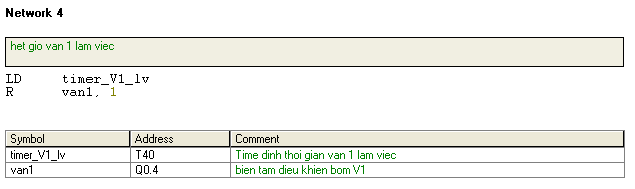 Network 4
het gio van 1 lam viec
LD timer_V1_lv
R van1, 1
Symbol Address Comment
timer_V1_lv T40 Time dinh thoi gian van 1 lam viec
van1 Q0.4 bien tam dieu khien bom V1